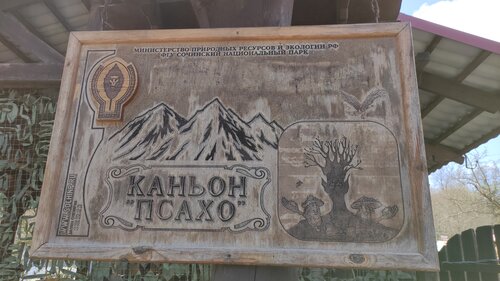 МИНИСТЕРСТВО ПРИРОДНЫХ РЕСУРСОВ И ЭКОЛОГИИ РФ
ФГУ СОЧИНСКИЙ НАЦИОНАЛЬНЫЙ ПАРК
КАНЬОН
"ПСАХО"